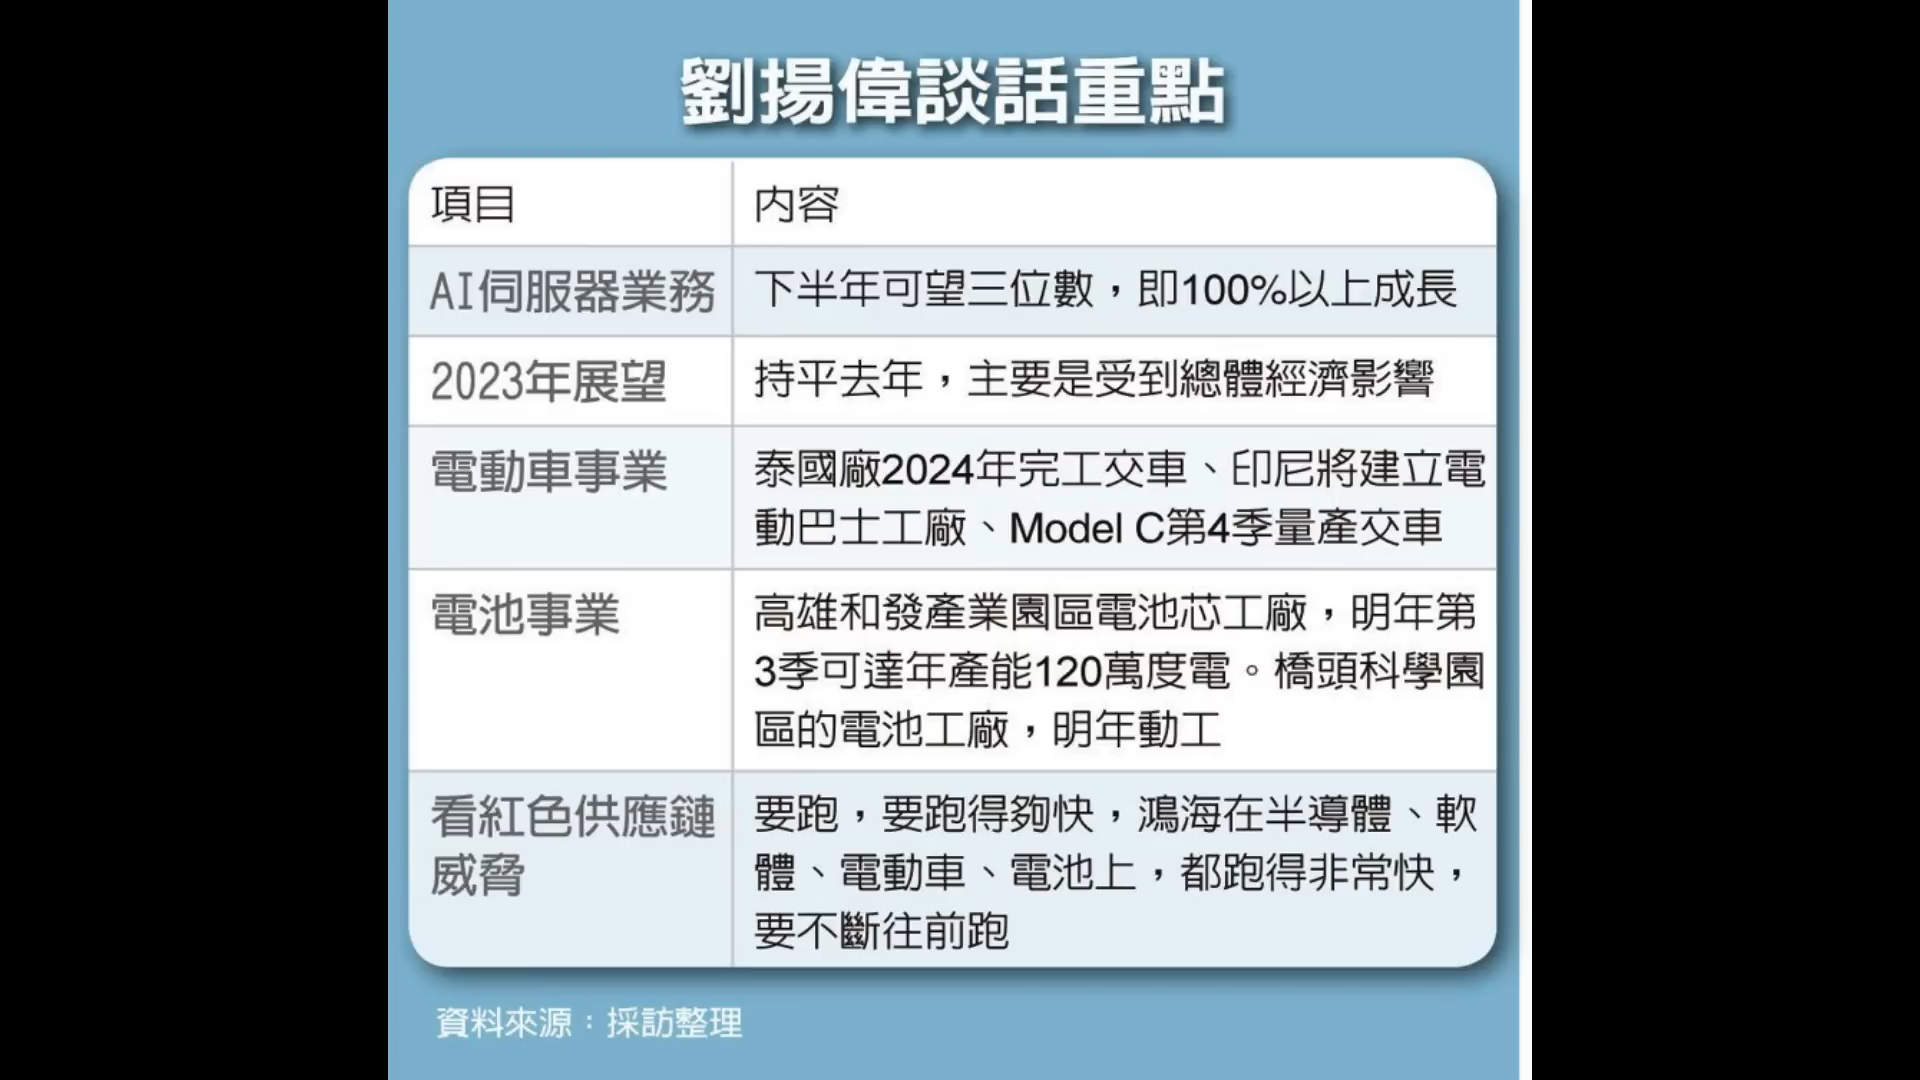 劉揚偉談話重點
項目
內容
AI伺服器業務
下半年可望三位數，即100%以上成長
2023年展望
持平去年，主要是受到總體經濟影響
電動車事業
泰國廠2024年完工交車、印尼將建立電
動巴士工廠、Model C第4季量產交車
電池事業
高雄和發產業園區電池芯工廠，明年第
3季可達年產能120萬度電。橋頭科學園
區的電池工廠，明年動工
看紅色供應鏈
威脅
要跑，要跑得夠快，鴻海在半導體、軟
體、電動車、電池上，都跑得非常快，
要不斷往前跑
資料來源：採訪整理